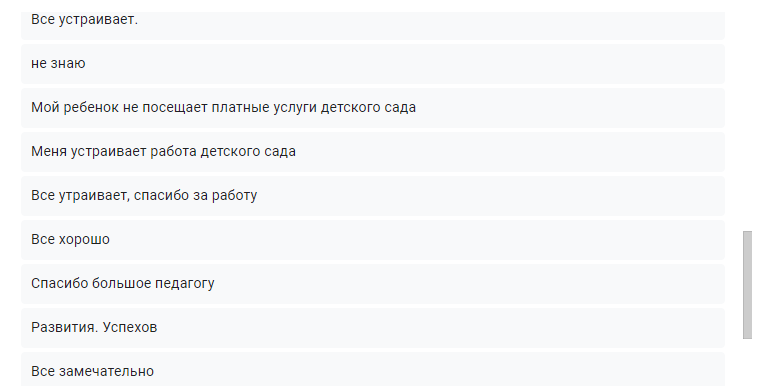 Все устраивает.
не знаю
Мой ребенок не посещает платные услуги детского сада
Меня устраивает работа детского сада
Все утраивает, спасибо за работу
Все хорошо
Спасибо большое педагогу
Развития. Успехов
Все замечательно